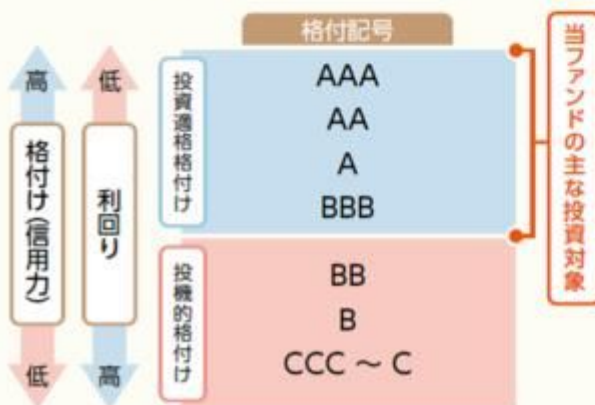 格付記号
高
格付け(信用力)
低
低
利回り
高
投資適格格付け
AAA
AA
A
BBB
投機的格付け
BB
B
CCC ～ C
当ファンドの主な投資対象